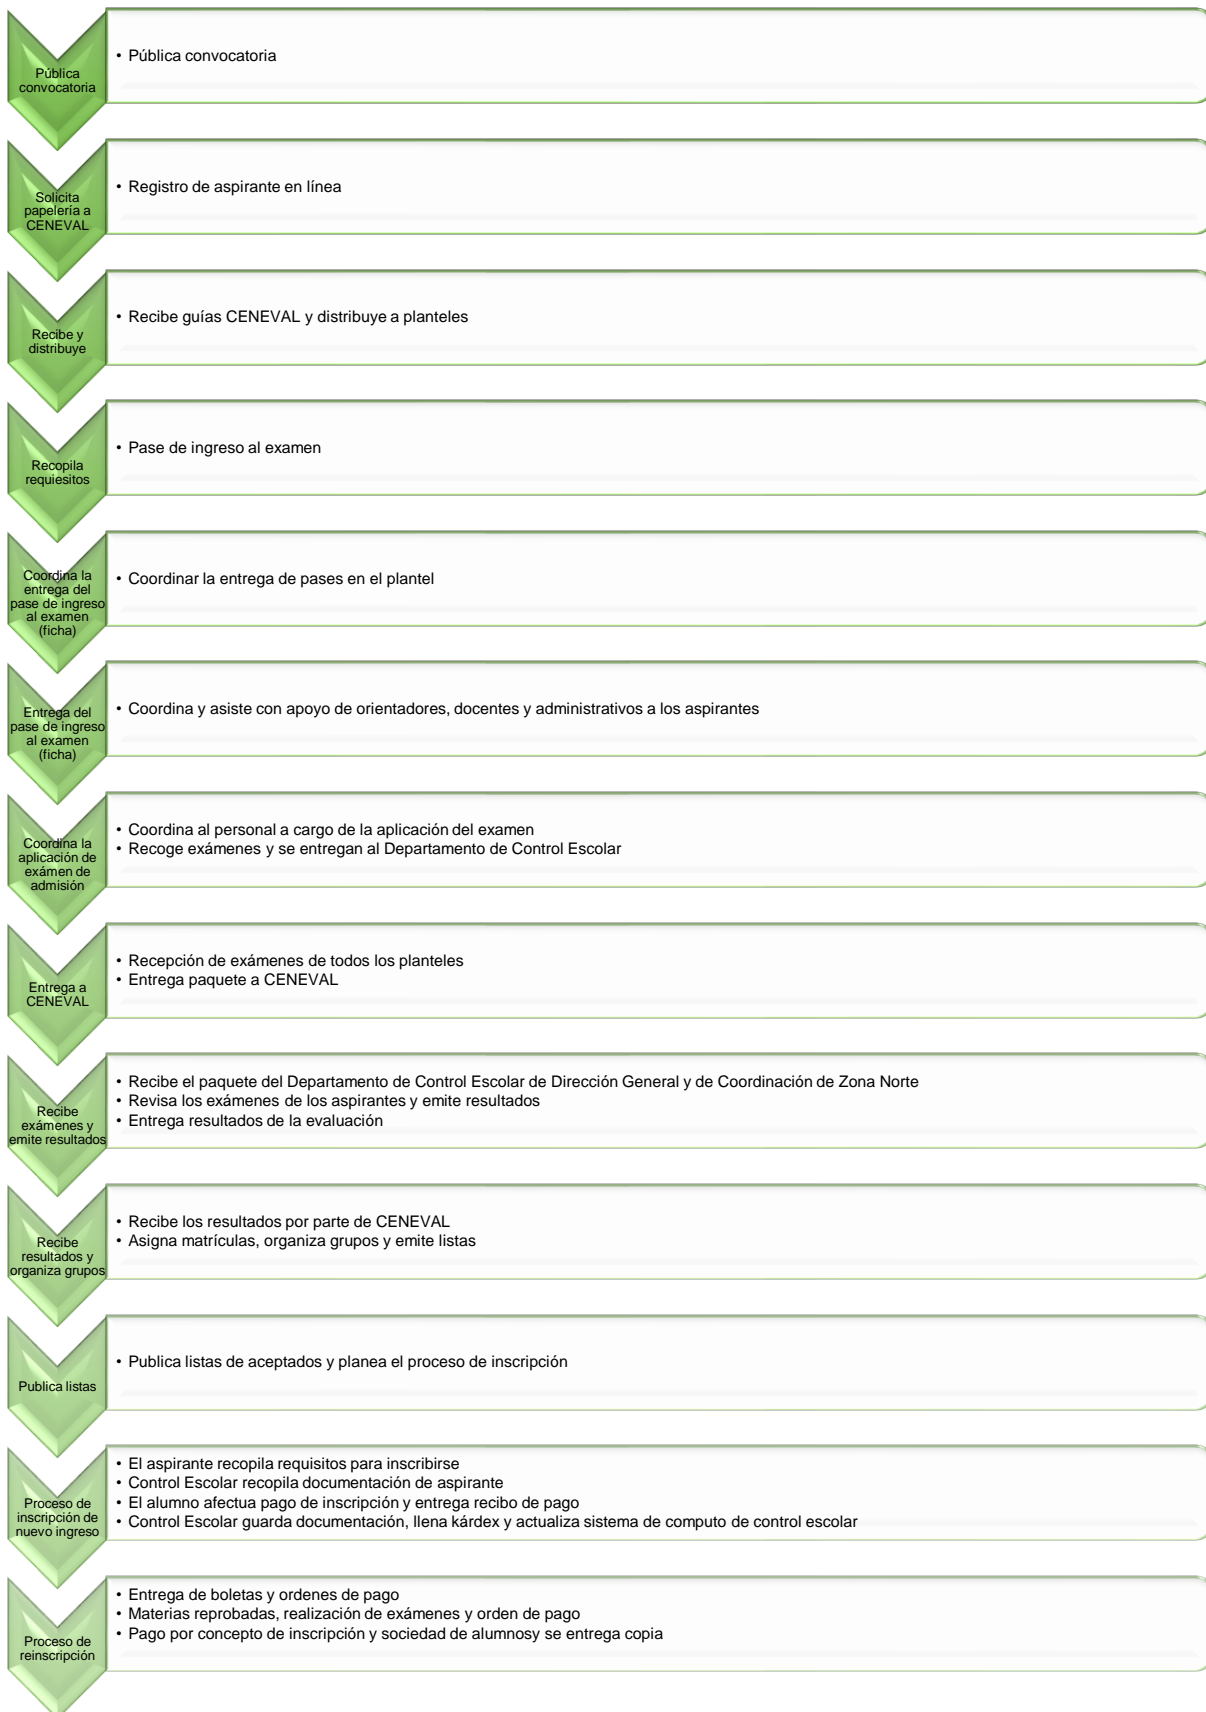 Pública
convocatoria
• Pública convocatoria
Solicita
papelería a
CENEVAL
• Registro de aspirante en línea
Recibe y
distribuye
• Recibe guías CENEVAL y distribuye a planteles
Recopila
requiesitos
• Pase de ingreso al examen
Coordina la
entrega del
pase de ingreso
al examen
(ficha)
• Coordinar la entrega de pases en el plantel
Entrega del
pase de ingreso
al examen
(ficha)
• Coordina y asiste con apoyo de orientadores, docentes y administrativos a los aspirantes
Coordina la
aplicación de
exámen de
admisión
• Coordina al personal a cargo de la aplicación del examen
• Recoge exámenes y se entregan al Departamento de Control Escolar
Entrega a
CENEVAL
• Recepción de exámenes de todos los planteles
• Entrega paquete a CENEVAL
Recibe
exámenes y
emite resultados
• Recibe el paquete del Departamento de Control Escolar de Dirección General y de Coordinación de Zona Norte
• Revisa los exámenes de los aspirantes y emite resultados
• Entrega resultados de la evaluación
Recibe
resultados y
organiza grupos
• Recibe los resultados por parte de CENEVAL
• Asigna matrículas, organiza grupos y emite listas
Publica listas
• Publica listas de aceptados y planea el proceso de inscripción
Proceso de
inscripción de
nuevo ingreso
• El aspirante recopila requisitos para inscribirse
• Control Escolar recopila documentación de aspirante
• El alumno afectua pago de inscripción y entrega recibo de pago
• Control Escolar guarda documentación, llena kárdex y actualiza sistema de computo de control escolar
Proceso de
reinscripción
• Entrega de boletas y ordenes de pago
• Materias reprobadas, realización de exámenes y orden de pago
• Pago por concepto de inscripción y sociedad de alumnosy se entrega copia